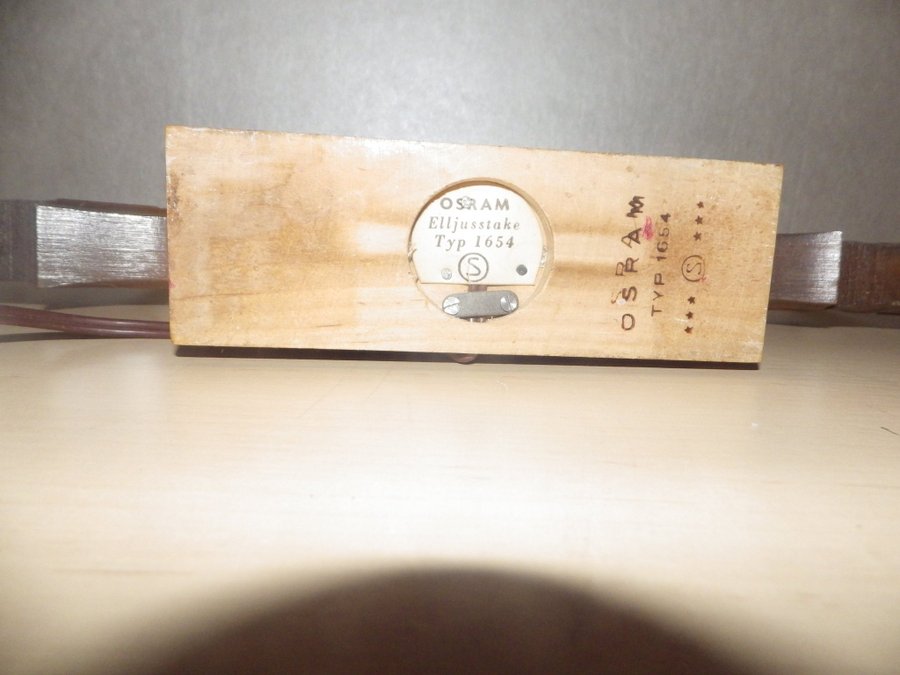 OSRAM
Elljusstake
Typ 1654
S
OSRAM
TYP 1654
★★★ S ★★★